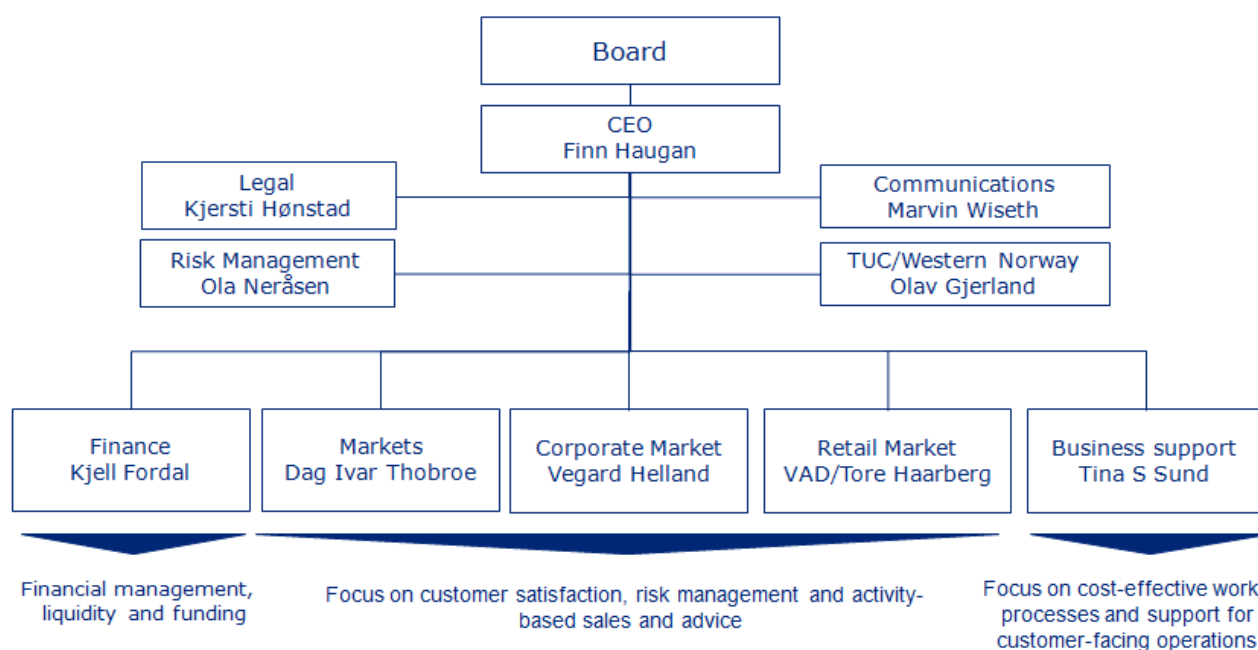 Board
CEO
Finn Haugan
Legal
Kjersti Hønstad
Communications
Marvin Wiseth
Risk Management
Ola Neråsen
TUC/Western Norway
Olav Gjerland
Finance
Kjell Fordal
Markets
Dag Ivar Thobroe
Corporate Market
Vegard Helland
Retail Market
VAD/Tore Haarberg
Business support
Tina S Sund
Financial management,
liquidity and funding
Focus on customer satisfaction, risk management and activity-
based sales and advice
Focus on cost-effective work
processes and support for
customer-facing operations